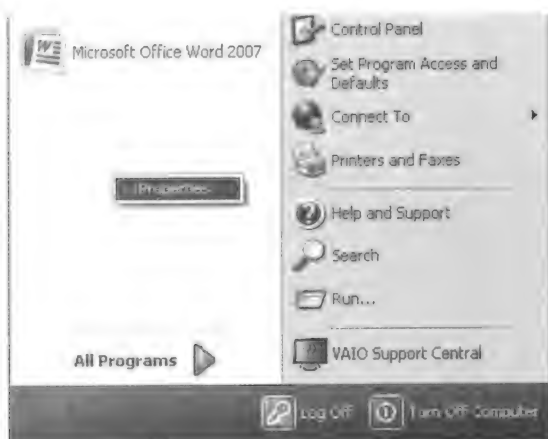 Microsoft Office Word 2007
Properties
All Programs
Control Panel
Set Program Access and
Defaults
Connect To
Printers and Faxes
Help and Support
Search
Run...
VAIO Support Central
Log Off
Turn Off Computer